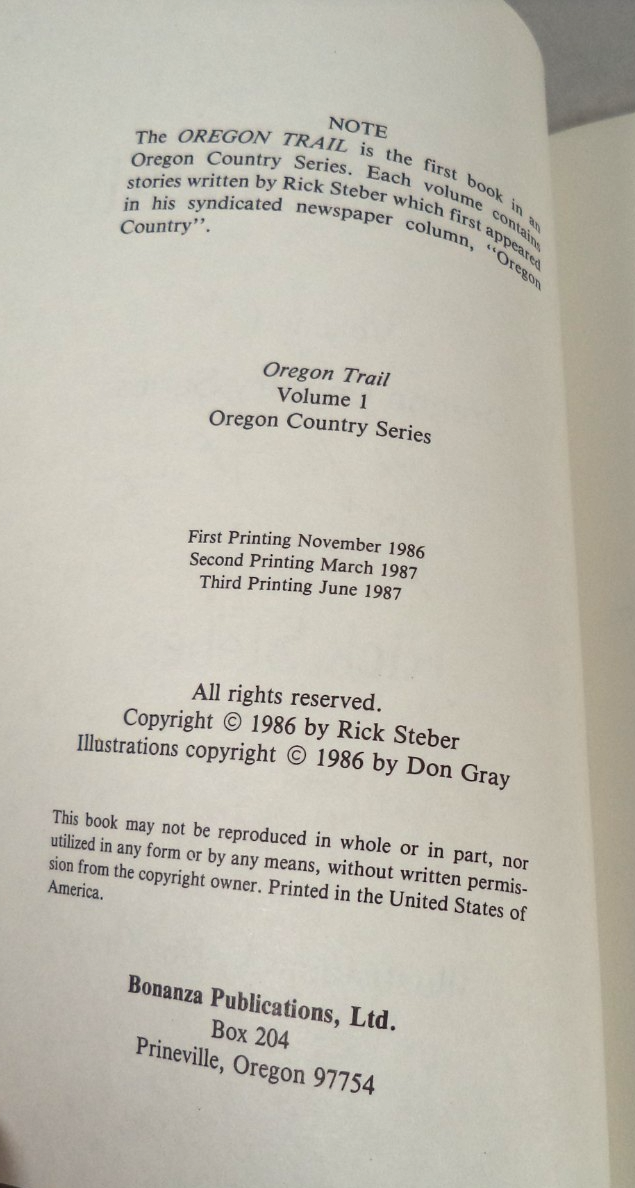 NOTE
The OREGON TRAIL is the first book in an
Oregon Country Series. Each volume contains
stories written by Rick Steber which first appeared
in his syndicated newspaper column, “Oregon
Country”.
Oregon Trail
Volume 1
Oregon Country Series
First Printing November 1986
Second Printing March 1987
Third Printing June 1987
All rights reserved.
Copyright © 1986 by Rick Steber
Illustrations copyright © 1986 by Don Gray
This book may not be reproduced in whole or in part, nor
utilized in any form or by any means, without written permis-
sion from the copyright owner. Printed in the United States of
America.
Bonanza Publications, Ltd.
Box 204
Prineville, Oregon 97754